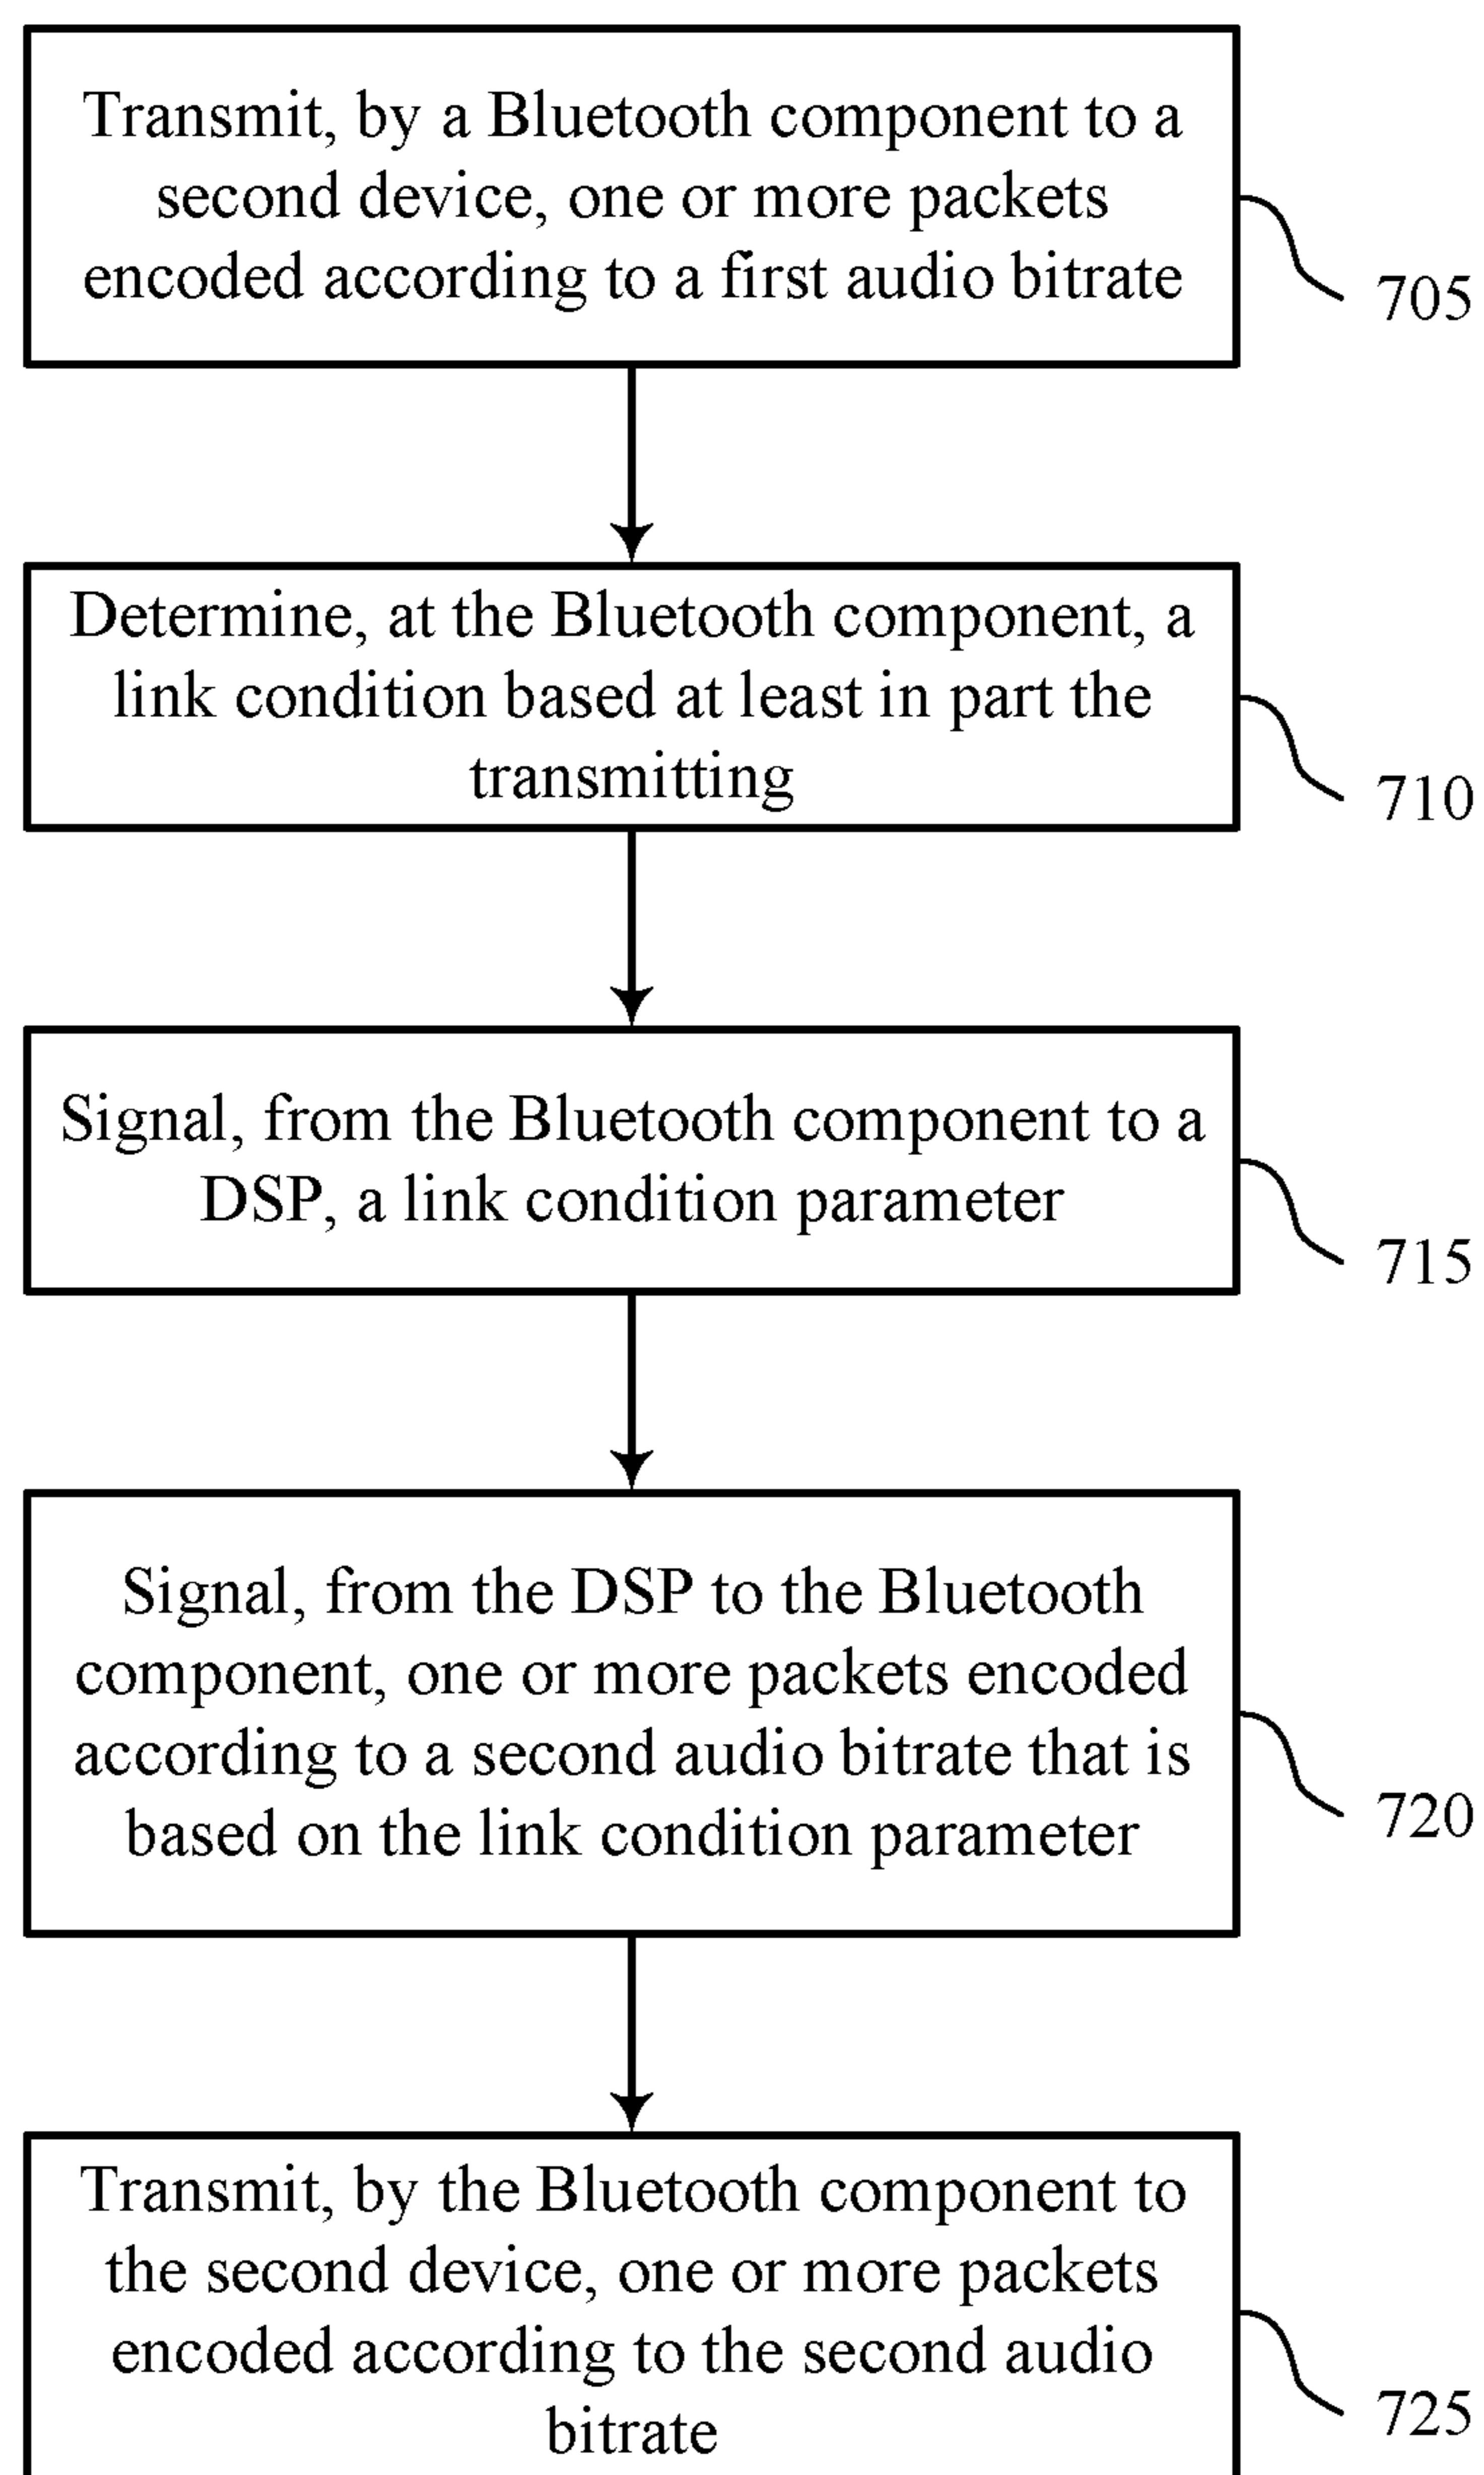 Transmit, by a Bluetooth component to a
second device, one or more packets
encoded according to a first audio bitrate
705
Determine, at the Bluetooth component, a
link condition based at least in part the
transmitting
710
Signal, from the Bluetooth component to a
DSP, a link condition parameter
715
Signal, from the DSP to the Bluetooth
component, one or more packets encoded
according to a second audio bitrate that is
based on the link condition parameter
720
Transmit, by the Bluetooth component to
the second device, one or more packets
encoded according to the second audio
bitrate
725